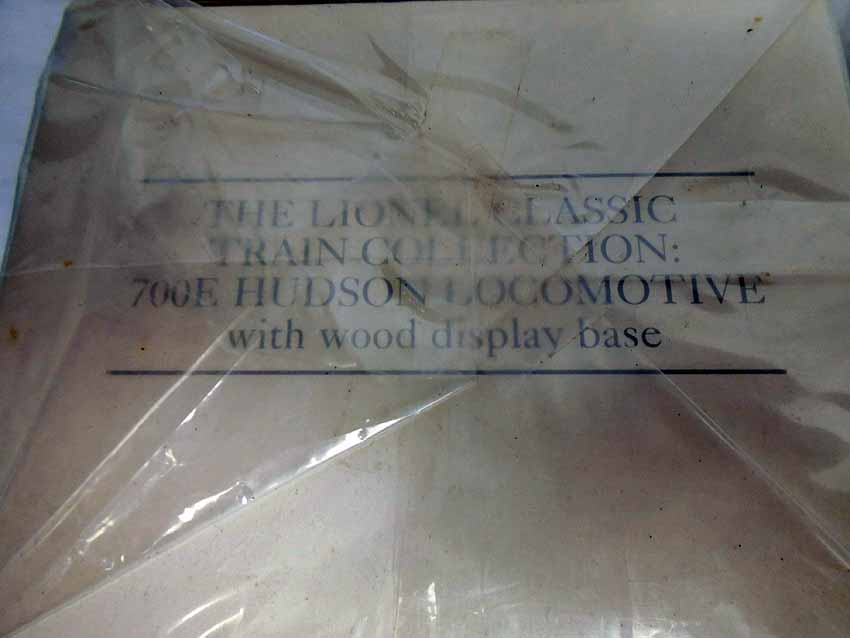 THE LIONEL CLASSIC
TRAIN COLLECTION:
700E HUDSON LOCOMOTIVE
with wood display base